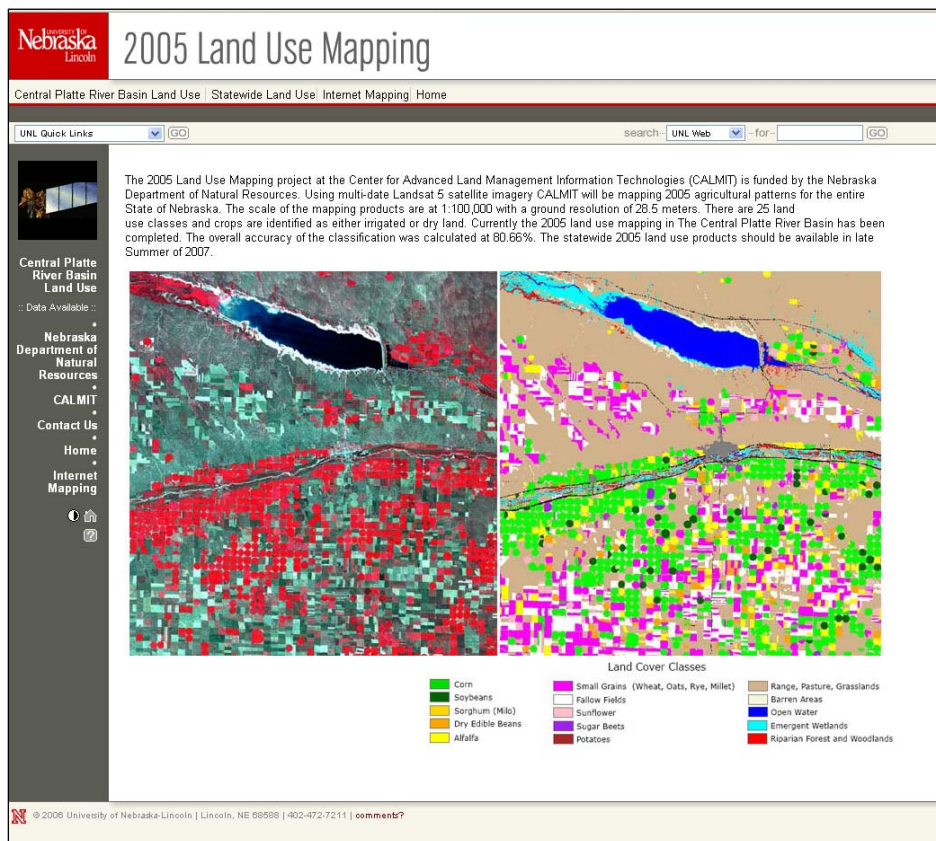 UNIVERSITY OF
Nebraska
Lincoln
2005 Land Use Mapping
Central Platte River Basin Land Use | Statewide Land Use | Internet Mapping | Home
UNL Quick Links GO search– UNL Web –for– GO
The 2005 Land Use Mapping project at the Center for Advanced Land Management Information Technologies (CALMIT) is funded by the Nebraska
Department of Natural Resources. Using multi-date Landsat 5 satellite imagery CALMIT will be mapping 2005 agricultural patterns for the entire
State of Nebraska. The scale of the mapping products are at 1:100,000 with a ground resolution of 28.5 meters. There are 25 land
use classes and crops are identified as either irrigated or dry land. Currently the 2005 land use mapping in The Central Platte River Basin has been
completed. The overall accuracy of the classification was calculated at 80.66%. The statewide 2005 land use products should be available in late
Summer of 2007.
Central Platte
River Basin
Land Use
:: Data Available ::
•
Nebraska
Department of
Natural
Resources
•
CALMIT
•
Contact Us
•
Home
•
Internet
Mapping
?
Land Cover Classes
Corn
Soybeans
Sorghum (Milo)
Dry Edible Beans
Alfalfa
Small Grains (Wheat, Oats, Rye, Millet)
Fallow Fields
Sunflower
Sugar Beets
Potatoes
Range, Pasture, Grasslands
Barren Areas
Open Water
Emergent Wetlands
Riparian Forest and Woodlands
N © 2006 University of Nebraska-Lincoln | Lincoln, NE 68588 | 402-472-7211 | comments?